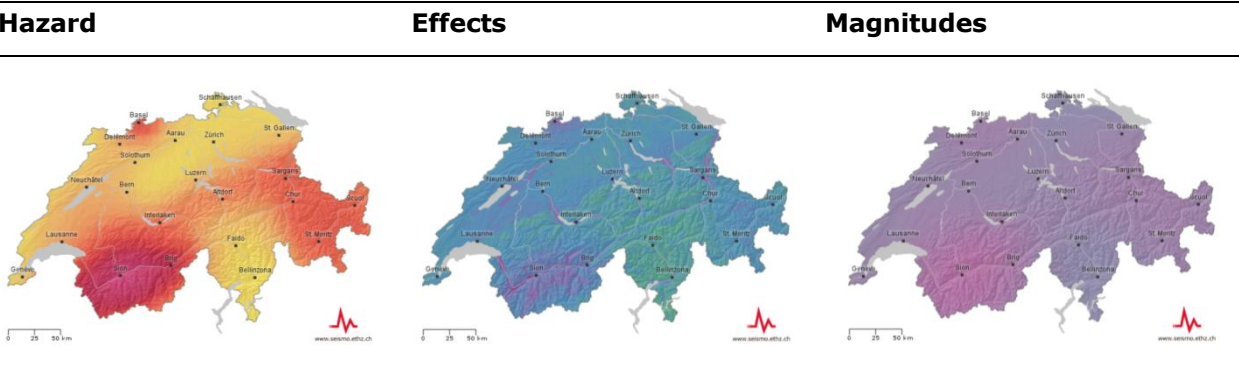 Hazard
Effects
Magnitudes
Schaffhausen
Basel
Delémont
Aarau
Zürich
St. Gallen
Solothurn
Neuchâtel
Bern
Luzern
Sargans
Altdorf
Chur
Scuol
Interlaken
Lausanne
Faido
St. Moritz
Genève
Sion
Brig
Bellinzona
0 25 50 km
www.seismo.ethz.ch
Schaffhausen
Basel
Delémont
Aarau
Zürich
St. Gallen
Solothurn
Neuchâtel
Bern
Luzern
Sargans
Altdorf
Chur
Scuol
Interlaken
Lausanne
Faido
St. Moritz
Genève
Sion
Brig
Bellinzona
0 25 50 km
www.seismo.ethz.ch
Schaffhausen
Basel
Delémont
Aarau
Zürich
St. Gallen
Solothurn
Neuchâtel
Bern
Luzern
Sargans
Altdorf
Chur
Scuol
Interlaken
Lausanne
Faido
St. Moritz
Genève
Sion
Brig
Bellinzona
0 25 50 km
www.seismo.ethz.ch